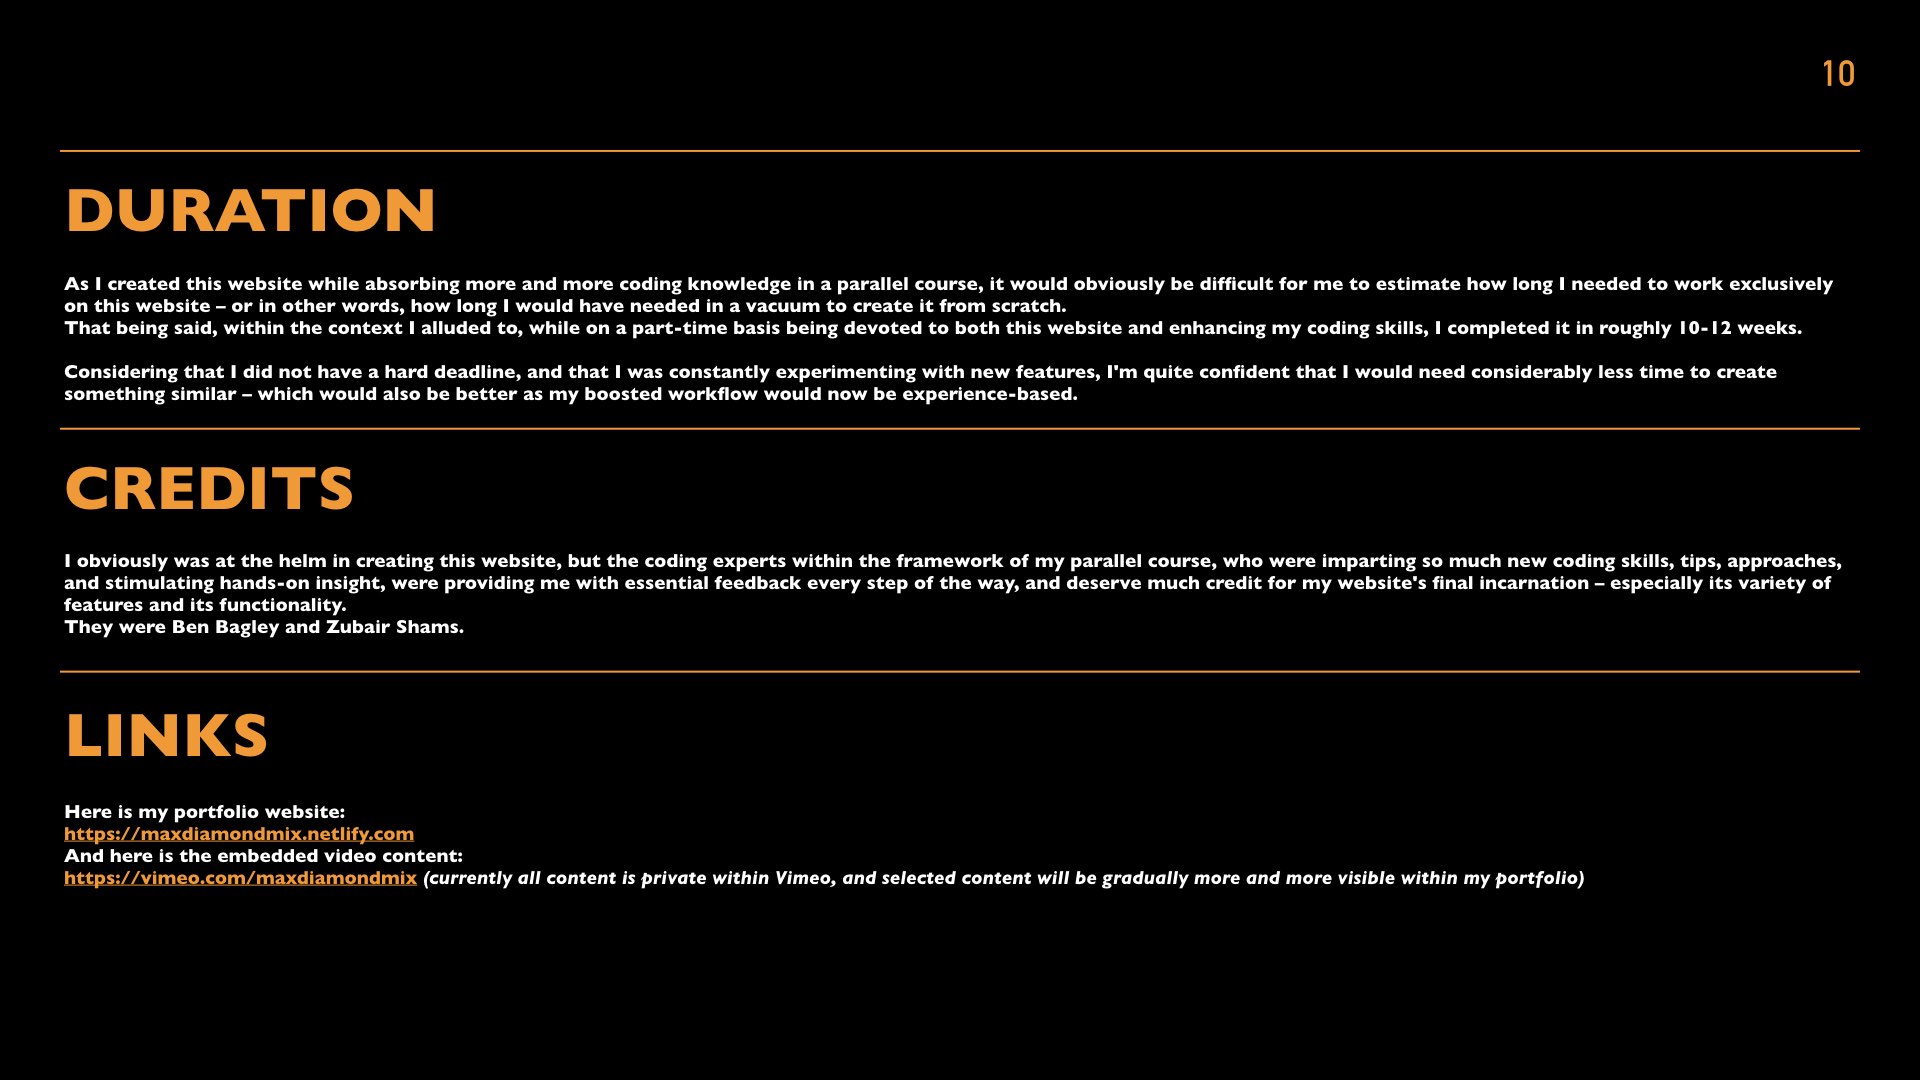 10
DURATION
As I created this website while absorbing more and more coding knowledge in a parallel course, it would obviously be difficult for me to estimate how long I needed to work exclusively
on this website – or in other words, how long I would have needed in a vacuum to create it from scratch.
That being said, within the context I alluded to, while on a part-time basis being devoted to both this website and enhancing my coding skills, I completed it in roughly 10-12 weeks.
Considering that I did not have a hard deadline, and that I was constantly experimenting with new features, I'm quite confident that I would need considerably less time to create
something similar – which would also be better as my boosted workflow would now be experience-based.
CREDITS
I obviously was at the helm in creating this website, but the coding experts within the framework of my parallel course, who were imparting so much new coding skills, tips, approaches,
and stimulating hands-on insight, were providing me with essential feedback every step of the way, and deserve much credit for my website's final incarnation – especially its variety of
features and its functionality.
They were Ben Bagley and Zubair Shams.
LINKS
Here is my portfolio website:
https://maxdiamondmix.netlify.com
And here is the embedded video content:
https://vimeo.com/maxdiamondmix (currently all content is private within Vimeo, and selected content will be gradually more and more visible within my portfolio)